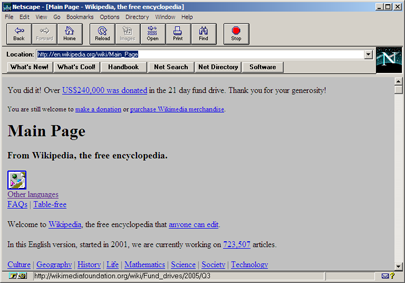 Netscape - [Main Page - Wikipedia, the free encyclopedia]
File Edit View Go Bookmarks Options Directory Window Help
Back Forward Home Reload Images Open Print Find Stop
Location: http://en.wikipedia.org/wiki/Main_Page
N
What's New! What's Cool! Handbook Net Search Net Directory Software
You did it! Over US$240,000 was donated in the 21 day fund drive. Thank you for your generosity!
You are still welcome to make a donation or purchase Wikimedia merchandise.
Main Page
From Wikipedia, the free encyclopedia.
Other languages
FAQs | Table-free
Welcome to Wikipedia, the free encyclopedia that anyone can edit.
In this English version, started in 2001, we are currently working on 723,507 articles.
Culture | Geography | History | Life | Mathematics | Science | Society | Technology
http://wikimediafoundation.org/wiki/Fund_drives/2005/Q3